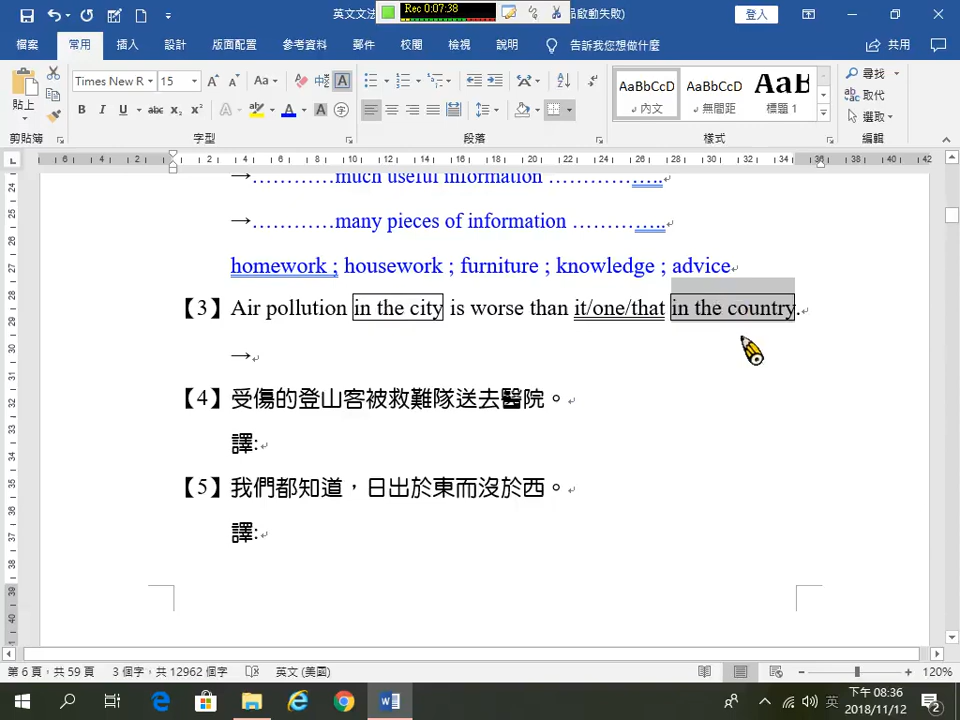 英文文法
Rec 0:07:38
品啟動失敗)
登入
檔案 常用 插入 設計 版面配置 參考資料 郵件 校閱 檢視 說明 告訴我您想做什麼 共用
貼上
Times New R 15
AaBbCcD AaBbCcD AaBb
內文 無間距 標題 1
尋找
取代
選取
剪貼簿 字型 段落 樣式 編輯
→…………much useful information …………….
→…………many pieces of information …………..
homework ; housework ; furniture ; knowledge ; advice
【3】Air pollution in the city is worse than it/one/that in the country.
→
【4】受傷的登山客被救難隊送去醫院。
譯:
【5】我們都知道，日出於東而沒於西。
譯:
第 6 頁，共 59 頁 3 個字，共 12962 個字 英文 (美國) 120%
英 下午 08:36
2018/11/12
2